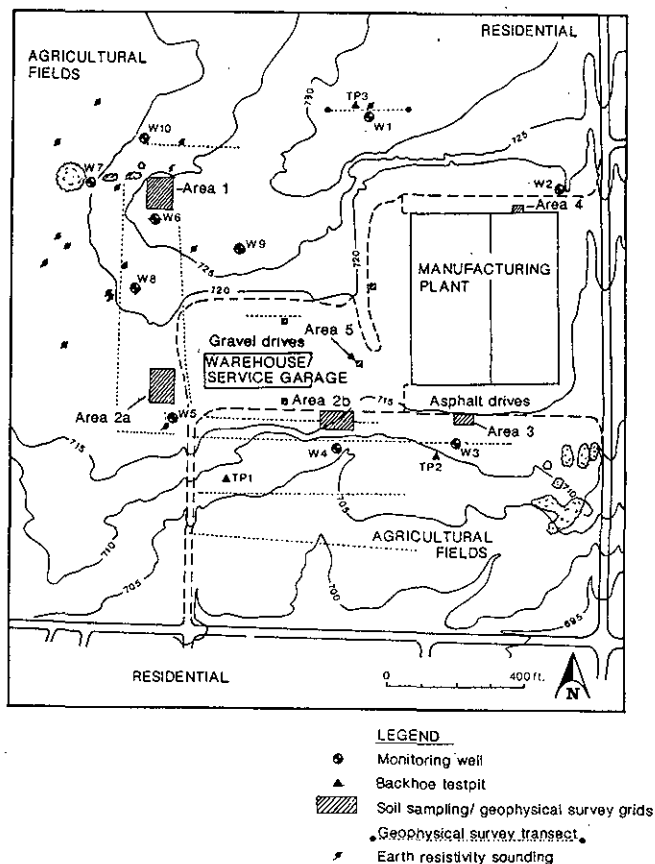 RESIDENTIAL
AGRICULTURAL
FIELDS
730
TP3
W1
W10
725
W7
W2
Area 1
Area 4
W6
W9
725
MANUFACTURING
PLANT
W8
720
720
Gravel drives
Area 5
WAREHOUSE/
SERVICE GARAGE
Area 2b
715
Asphalt drives
Area 2a
W5
Area 3
715
W4
W3
TP2
TP1
710
705
710
AGRICULTURAL
FIELDS
705
700
695
RESIDENTIAL
0 400 ft.
N
LEGEND
Monitoring well
Backhoe testpit
Soil sampling/ geophysical survey grids
Geophysical survey transect
Earth resistivity sounding